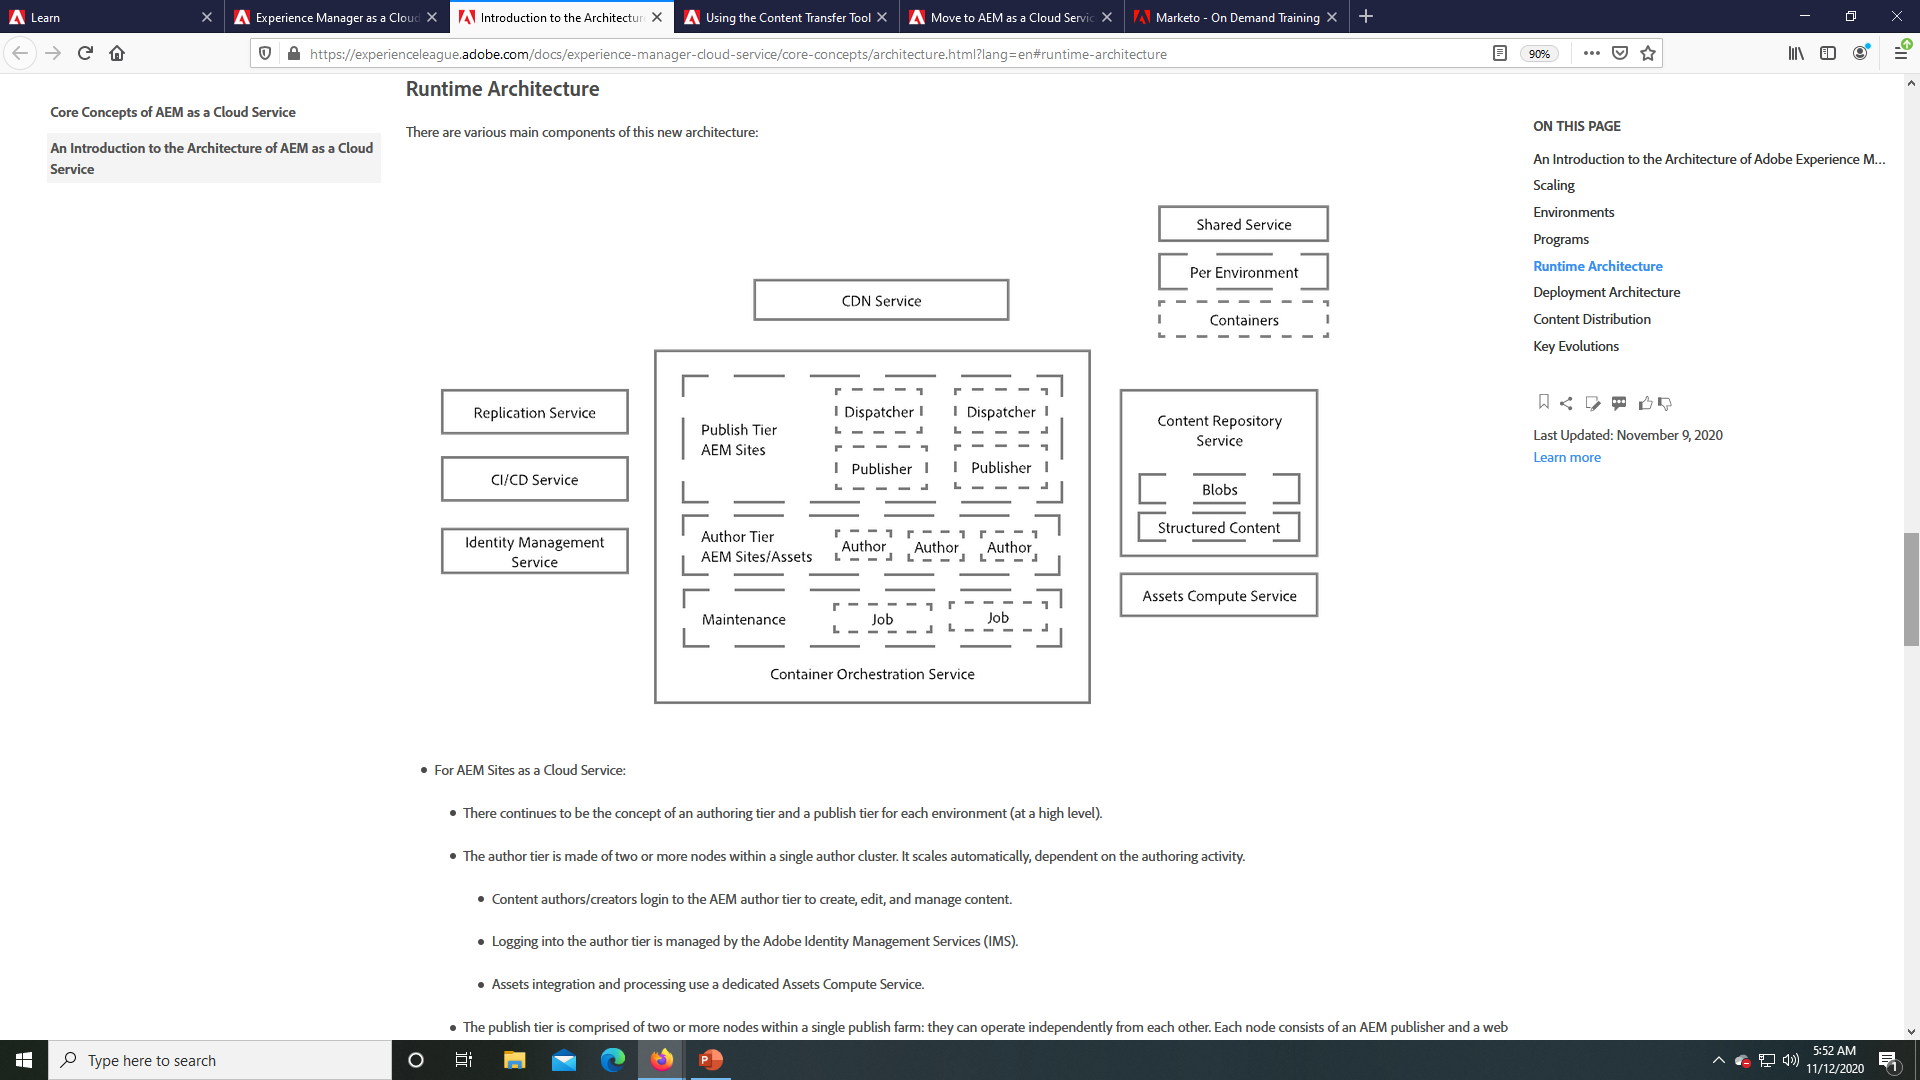 Learn
Experience Manager as a Cloud
Introduction to the Architectur
Using the Content Transfer Tool
Move to AEM as a Cloud Servic
Marketo - On Demand Training
https://experienceleague.adobe.com/docs/experience-manager-cloud-service/core-concepts/architecture.html?lang=en#runtime-architecture
90%
Core Concepts of AEM as a Cloud Service
An Introduction to the Architecture of AEM as a Cloud
Service
Runtime Architecture
There are various main components of this new architecture:
Shared Service
Per Environment
Containers
CDN Service
Replication Service
CI/CD Service
Identity Management
Service
Publish Tier
AEM Sites
Dispatcher
Dispatcher
Publisher
Publisher
Author Tier
AEM Sites/Assets
Author
Author
Author
Maintenance
Job
Job
Container Orchestration Service
Content Repository
Service
Blobs
Structured Content
Assets Compute Service
For AEM Sites as a Cloud Service:
There continues to be the concept of an authoring tier and a publish tier for each environment (at a high level).
The author tier is made of two or more nodes within a single author cluster. It scales automatically, dependent on the authoring activity.
Content authors/creators login to the AEM author tier to create, edit, and manage content.
Logging into the author tier is managed by the Adobe Identity Management Services (IMS).
Assets integration and processing use a dedicated Assets Compute Service.
The publish tier is comprised of two or more nodes within a single publish farm: they can operate independently from each other. Each node consists of an AEM publisher and a web
ON THIS PAGE
An Introduction to the Architecture of Adobe Experience M...
Scaling
Environments
Programs
Runtime Architecture
Deployment Architecture
Content Distribution
Key Evolutions
Last Updated: November 9, 2020
Learn more
Type here to search
5:52 AM
11/12/2020
1